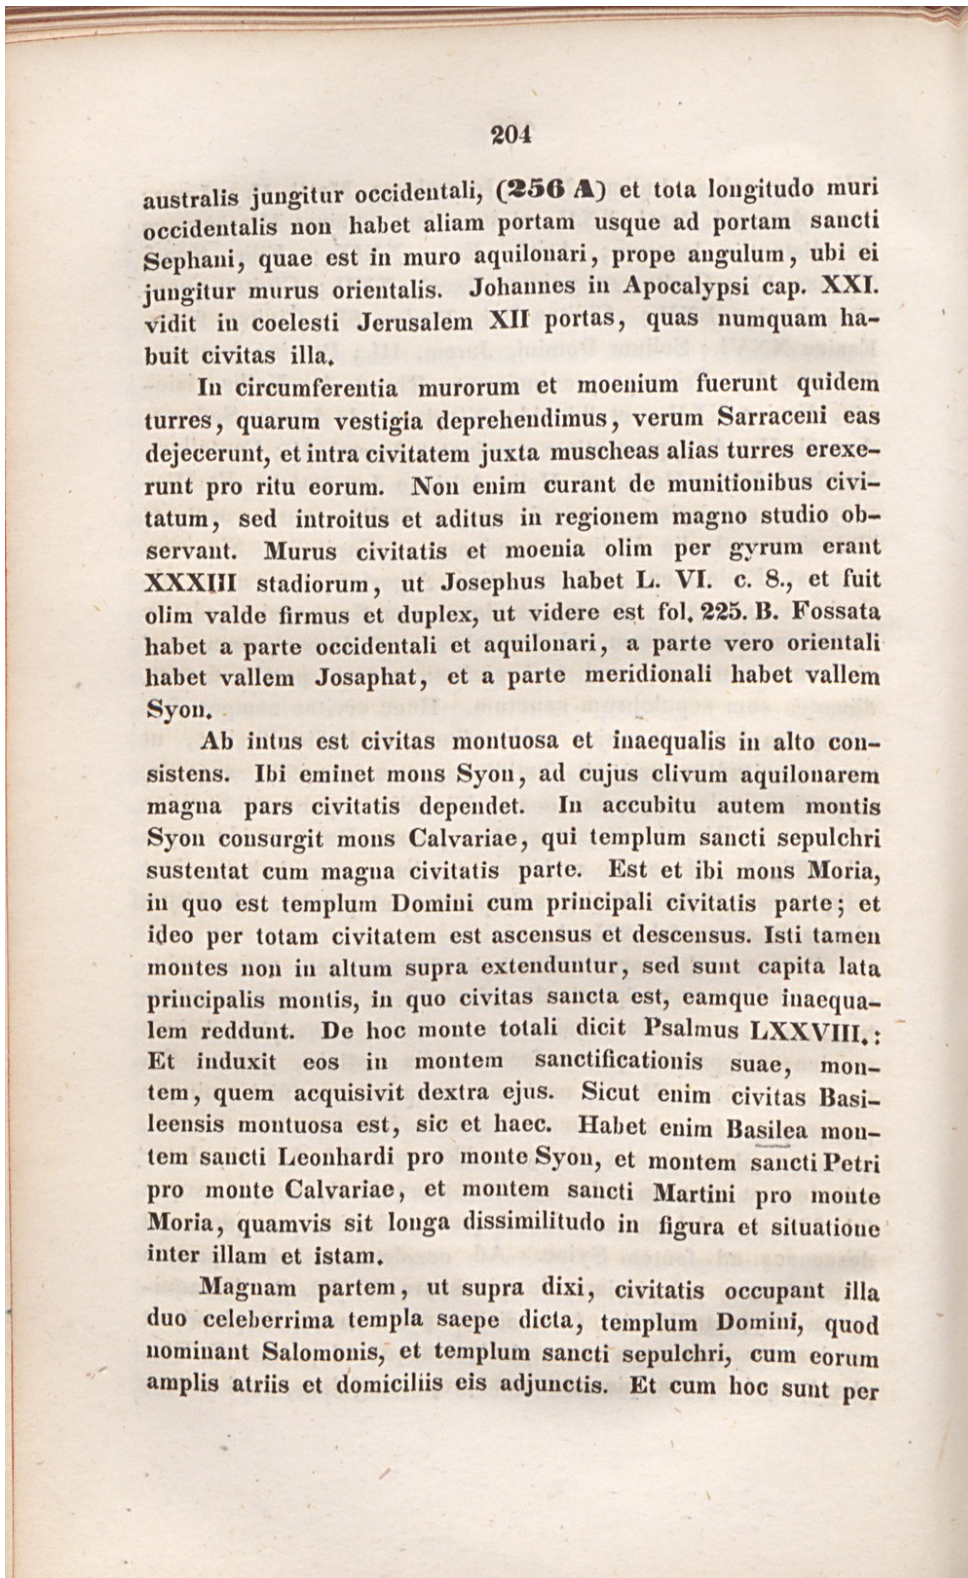 204
australis jungitur occidentali, (256 A) et tota longitudo muri
occidentalis non habet aliam portam usque ad portam sancti
Sephani, quae est in muro aquilonari, prope angulum, ubi ei
jungitur murus orientalis. Johannes in Apocalypsi cap. XXI.
vidit in coelesti Jerusalem XII portas, quas numquam ha-
buit civitas illa.
In circumferentia murorum et moenium fuerunt quidem
turres, quarum vestigia deprehendimus, verum Sarraceni eas
dejecerunt, et intra civitatem juxta muscheas alias turres erexe-
runt pro ritu eorum. Non enim curant de munitionibus civi-
tatum, sed introitus et aditus in regionem magno studio ob-
servant. Murus civitatis et moenia olim per gyrum erant
XXXIII stadiorum, ut Josephus habet L. VI. c. 8., et fuit
olim valde firmus et duplex, ut videre est fol. 225. B. Fossata
habet a parte occidentali et aquilonari, a parte vero orientali
habet vallem Josaphat, et a parte meridionali habet vallem
Syon.
Ab intus est civitas montuosa et inaequalis in alto con-
sistens. Ibi eminet mons Syon, ad cujus clivum aquilonarem
magna pars civitatis dependet. In accubitu autem montis
Syon consurgit mons Calvariae, qui templum sancti sepulchri
sustentat cum magna civitatis parte. Est et ibi mons Moria,
in quo est templum Domini cum principali civitatis parte; et
ideo per totam civitatem est ascensus et descensus. Isti tamen
montes non in altum supra extenduntur, sed sunt capita lata
principalis montis, in quo civitas sancta est, eamque inaequa-
lem reddunt. De hoc monte totali dicit Psalmus LXXVIII.:
Et induxit eos in montem sanctificationis suae, mon-
tem, quem acquisivit dextra ejus. Sicut enim civitas Basi-
leensis montuosa est, sic et haec. Habet enim Basilea mon-
tem sancti Leonhardi pro monte Syon, et montem sancti Petri
pro monte Calvariae, et montem sancti Martini pro monte
Moria, quamvis sit longa dissimilitudo in figura et situatione
inter illam et istam.
Magnam partem, ut supra dixi, civitatis occupant illa
duo celeberrima templa saepe dicta, templum Domini, quod
nominant Salomonis, et templum sancti sepulchri, cum eorum
amplis atriis et domiciliis eis adjunctis. Et cum hoc sunt per